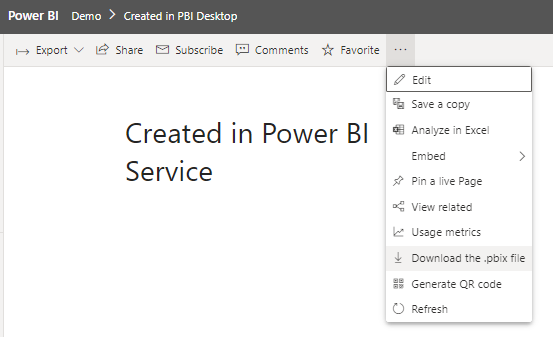 Power BI Demo > Created in PBI Desktop
Export Share Subscribe Comments Favorite ...
Edit
Save a copy
Analyze in Excel
Embed
Pin a live Page
View related
Usage metrics
Download the .pbix file
Generate QR code
Refresh
Created in Power BI
Service